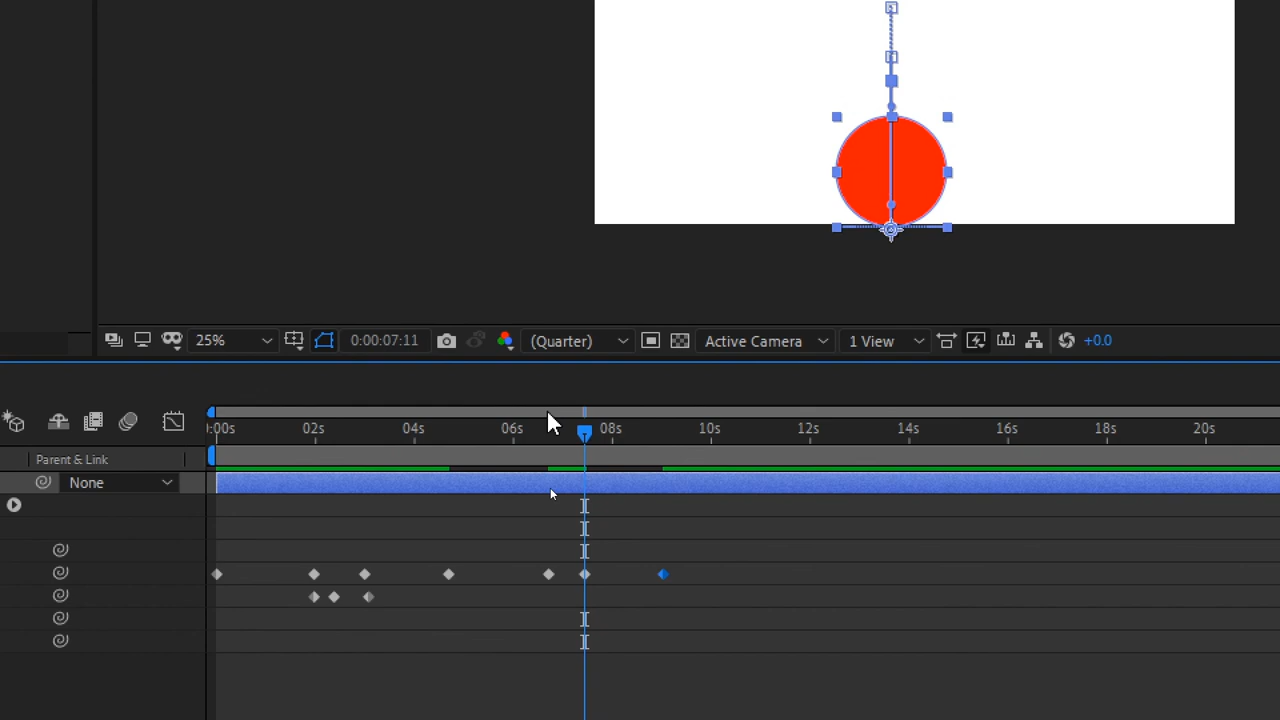 25% 0:00:07:11 (Quarter) Active Camera 1 View +0.0
:00s 02s 04s 06s 08s 10s 12s 14s 16s 18s 20s
Parent & Link
None